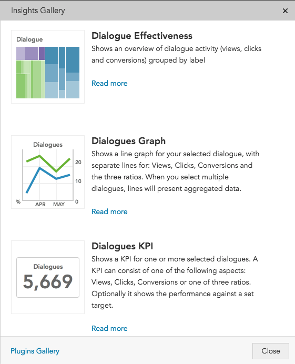 Insights Gallery
×
Dialogue
Dialogue Effectiveness
Shows an overview of dialogue activity (views, clicks
and conversions) grouped by label
Read more
Dialogues
20
10
% APR MAY
Dialogues Graph
Shows a line graph for your selected dialogue, with
separate lines for: Views, Clicks, Conversions and
the three ratios. When you select multiple
dialogues, lines will present aggregated data.
Read more
Dialogues
5,669
Dialogues KPI
Shows a KPI for one or more selected dialogues. A
KPI can consist of one of the following aspects:
Views, Clicks, Conversions or one of three ratios.
Optionally it shows the performance against a set
target.
Read more
Plugins Gallery
Close